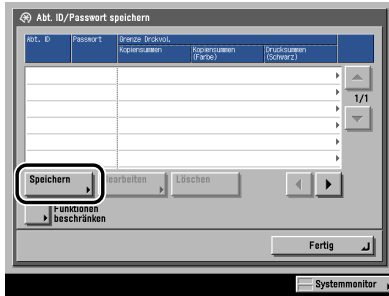 Abt. ID/Passwort speichern
Abt. ID Passwort Grenze Drckvol.
Kopiensummen Kopiensummen Drucksummen
(Farbe) (Schwarz)
1/1
Speichern Bearbeiten Löschen
Funktionen
beschränken
Fertig
Systemmonitor